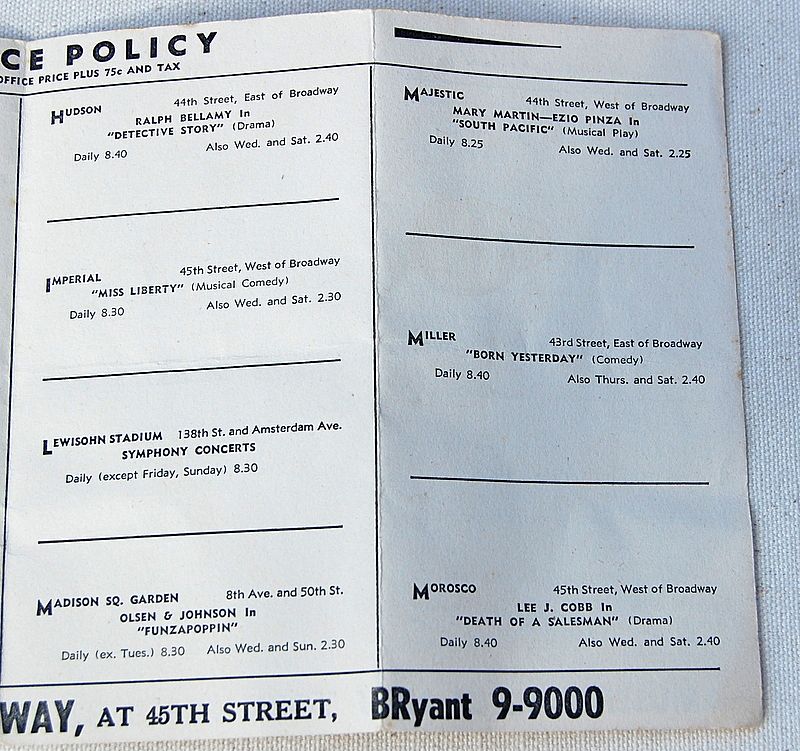 CE POLICY
OFFICE PRICE PLUS 75c AND TAX
HUDSON 44th Street, East of Broadway
RALPH BELLAMY In
"DETECTIVE STORY" (Drama)
Daily 8.40 Also Wed. and Sat. 2.40
IMPERIAL 45th Street, West of Broadway
"MISS LIBERTY" (Musical Comedy)
Daily 8.30 Also Wed. and Sat. 2.30
LEWISOHN STADIUM 138th St. and Amsterdam Ave.
SYMPHONY CONCERTS
Daily (except Friday, Sunday) 8.30
MADISON SQ. GARDEN 8th Ave. and 50th St.
OLSEN & JOHNSON In
"FUNZAPOPPIN"
Daily (ex. Tues.) 8.30 Also Wed. and Sun. 2.30
MAJESTIC 44th Street, West of Broadway
MARY MARTIN—EZIO PINZA In
"SOUTH PACIFIC" (Musical Play)
Daily 8.25 Also Wed. and Sat. 2.25
MILLER 43rd Street, East of Broadway
"BORN YESTERDAY" (Comedy)
Daily 8.40 Also Thurs. and Sat. 2.40
MOROSCO 45th Street, West of Broadway
LEE J. COBB In
"DEATH OF A SALESMAN" (Drama)
Daily 8.40 Also Wed. and Sat. 2.40
WAY, AT 45TH STREET, BRyant 9-9000